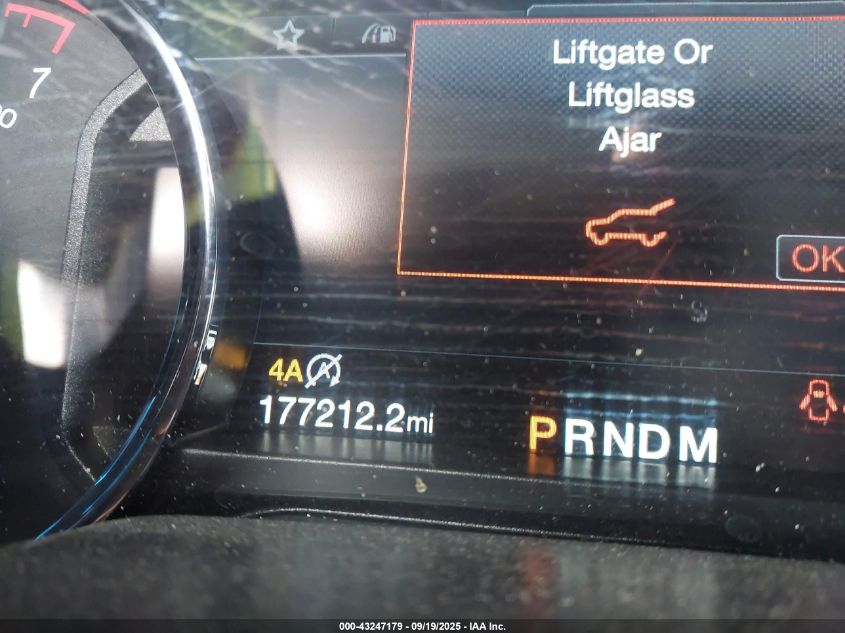 7
Liftgate Or
Liftglass
Ajar
OK
4A
177212.2mi
PRNDM
000-43247179 - 09/19/2025 - IAA Inc.